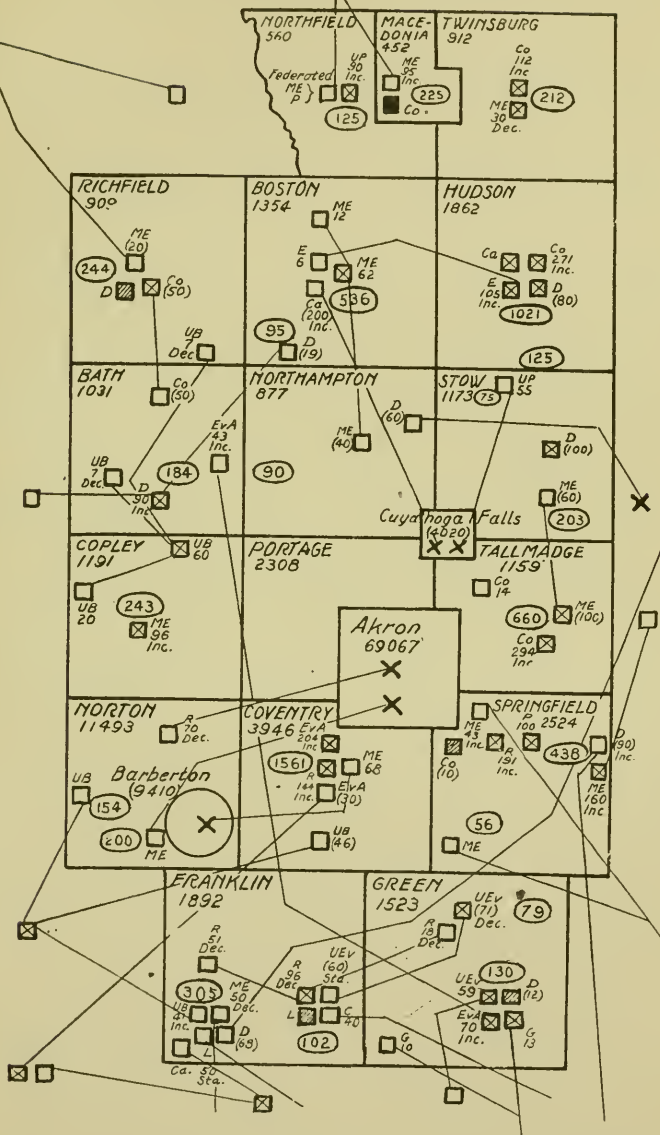 NORTHFIELD
560
Federated
ME
P
UP
90
Inc.
125
MACE-
DONIA
452
ME
95
Inc.
225
Co.
TWINSBURG
912
Co
112
Inc
212
ME
30
Dec.
RICHFIELD
909
ME
(20)
244
D
Co
(50)
UB
7
Dec.
BOSTON
1354
ME
12
E
6
ME
62
Ca
(200)
Inc.
536
95
D
(19)
HUDSON
1862
Ca
Co
271
Inc.
E
105
Inc
D
(80)
1021
125
BATH
1031
Co
(50)
EvA
43
Inc.
UB
7
Dec.
184
D
90
Inc
NORTHAMPTON
877
ME
(40)
D
(60)
90
STOW
1173
75
UP
55
D
(100)
ME
(60)
203
Cuyahoga Falls
(4020)
COPLEY
1191
UB
60
UB
20
243
ME
96
Inc.
PORTAGE
2308
Akron
69067
TALLMADGE
1159
Co
14
660
ME
(100)
Co
294
Inc
NORTON
11493
R
70
Dec.
Barberton
(9410)
UB
154
200
ME
COVENTRY
3946
EvA
204
Inc
1561
R
144
Inc.
ME
68
EvA
(30)
UB
(46)
SPRINGFIELD
2524
ME
43
Inc
Co
(10)
R
191
Inc.
P
100
438
D
(90)
Inc.
ME
160
Inc
56
ME
FRANKLIN
1892
R
51
Dec.
R
96
Dec
UEv
(60)
Sta.
305
ME
50
Dec.
UB
41
Inc
L
C
40
102
D
(68)
L
50
Sta.
Ca.
GREEN
1523
UEv
(71)
Dec.
79
R
18
Dec.
130
UEv
59
D
(12)
EvA
70
Inc.
G
13
G
10